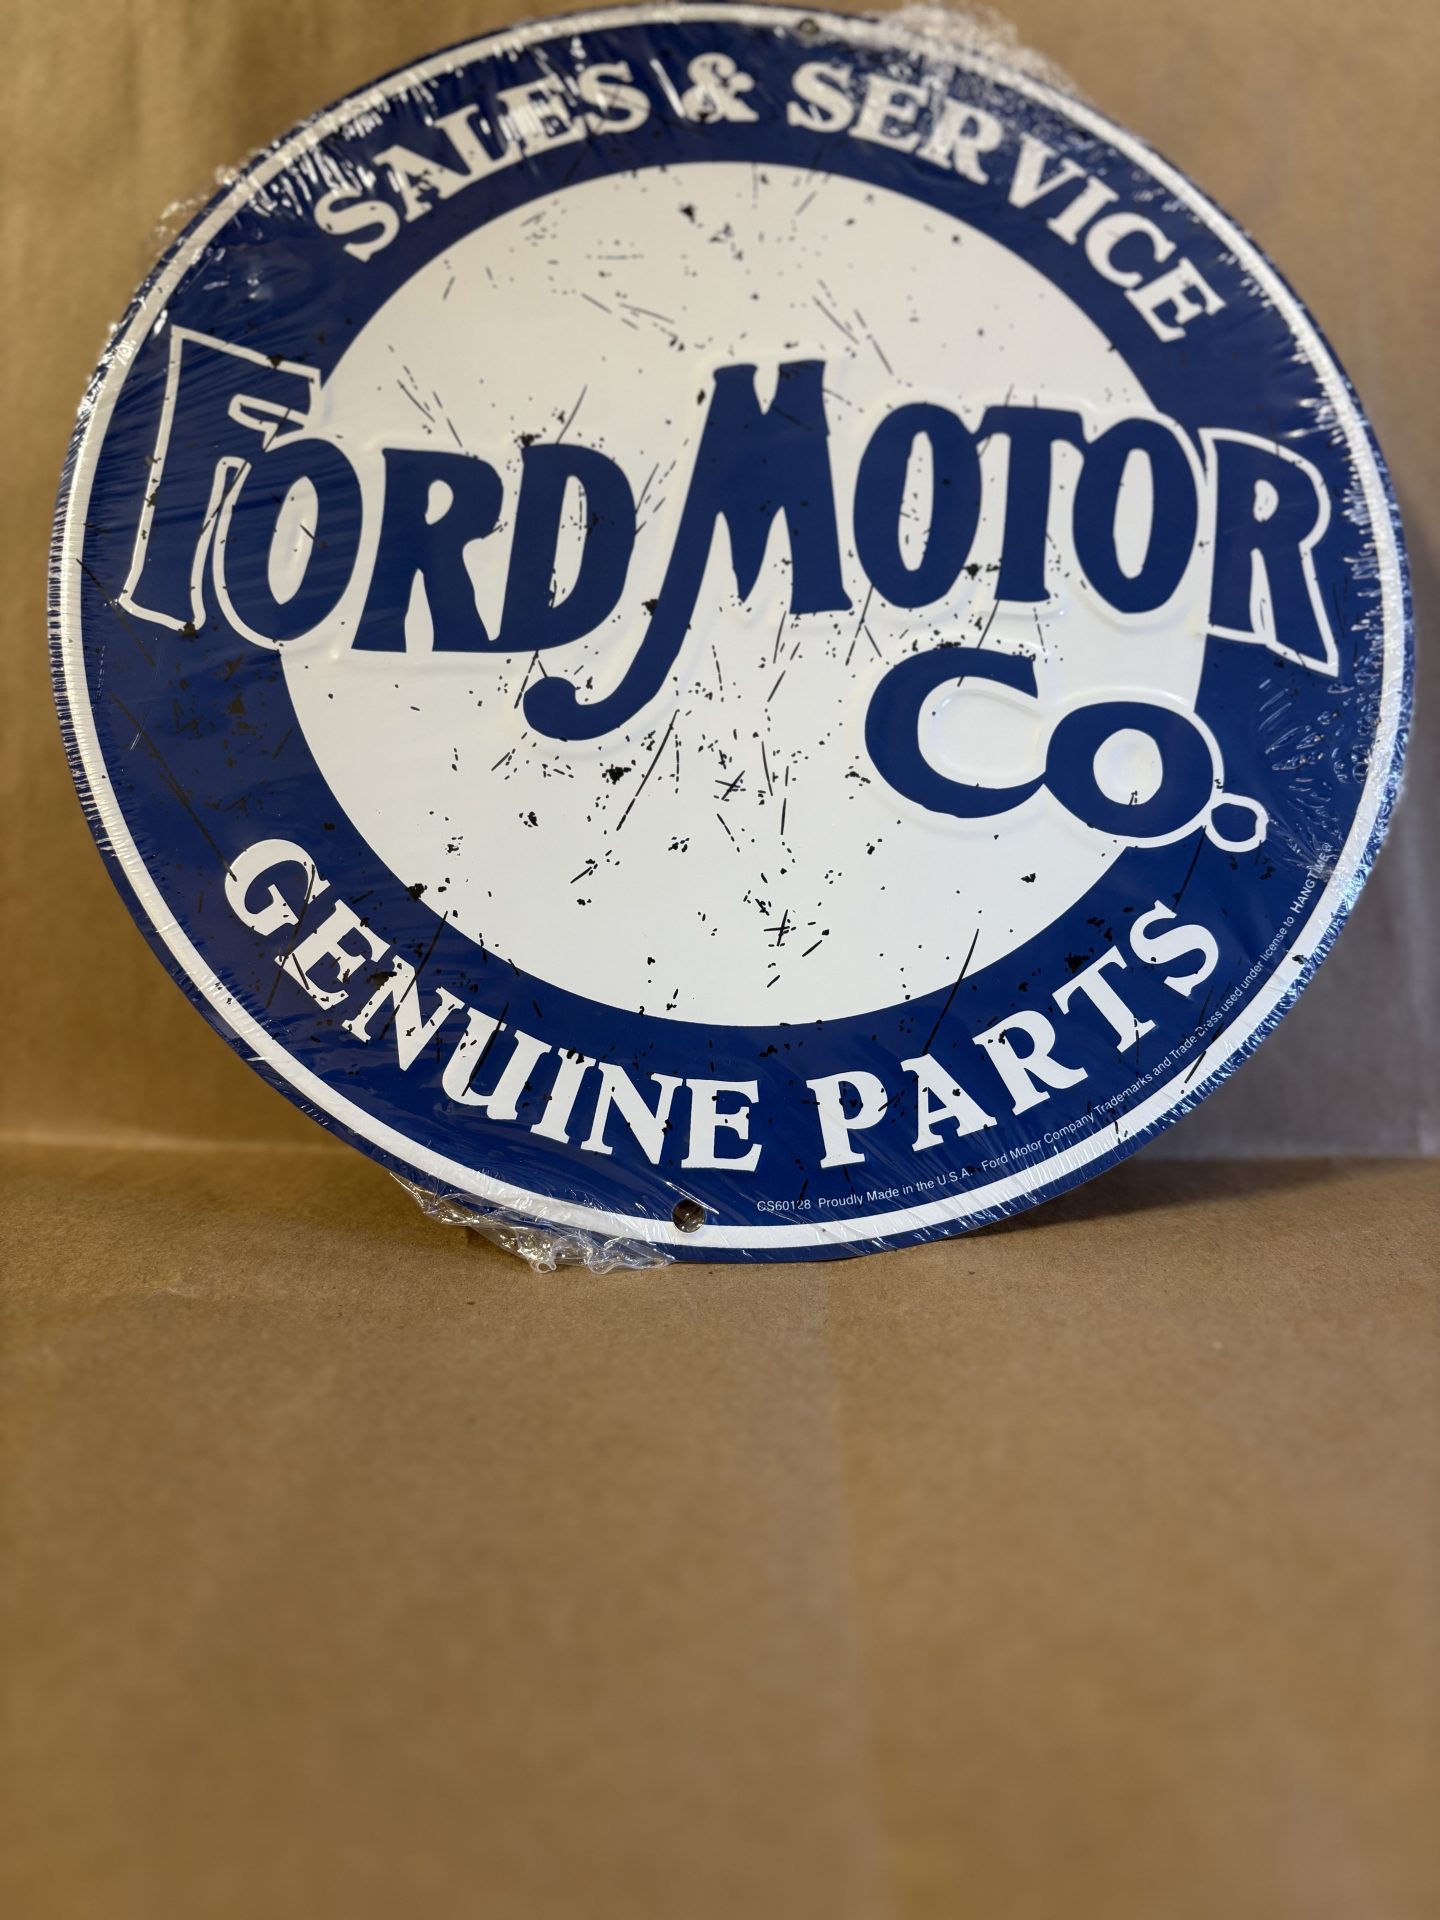 SALES & SERVICE
FORD MOTOR
CO.
GENUINE PARTS
CS60128 Proudly Made in the U.S.A. Ford Motor Company Trademarks and Trade Dress used under license to HANGTIME®